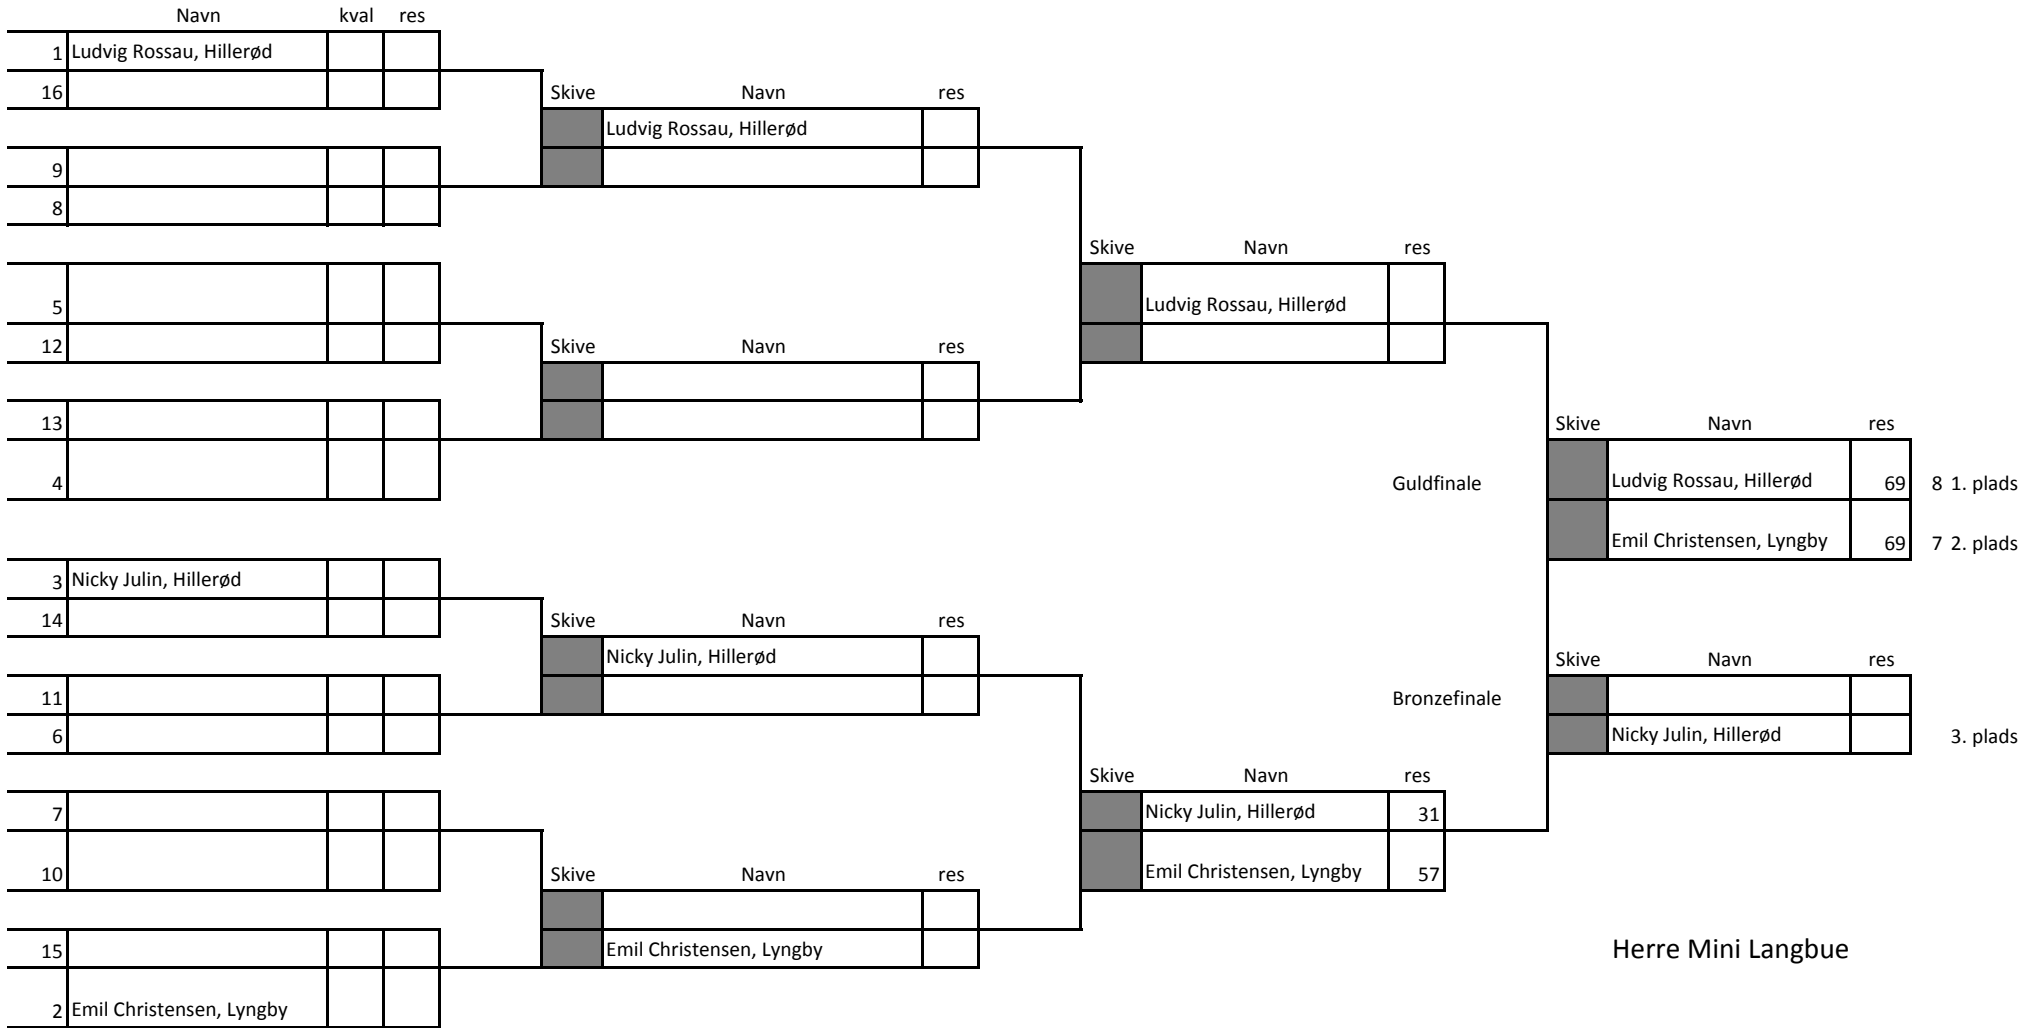 Navn kval res
1 Ludvig Rossau, Hillerød
16
Skive Navn res
Ludvig Rossau, Hillerød
9
8
Skive Navn res
5
Ludvig Rossau, Hillerød
12
Skive Navn res
13
Skive Navn res
4
Guldfinale
Ludvig Rossau, Hillerød 69 8 1. plads
Emil Christensen, Lyngby 69 7 2. plads
3 Nicky Julin, Hillerød
14
Skive Navn res
Nicky Julin, Hillerød
Skive Navn res
11
Bronzefinale
6
Nicky Julin, Hillerød 3. plads
Skive Navn res
7
Nicky Julin, Hillerød 31
10
Skive Navn res
Emil Christensen, Lyngby 57
15
Emil Christensen, Lyngby
Herre Mini Langbue
2 Emil Christensen, Lyngby